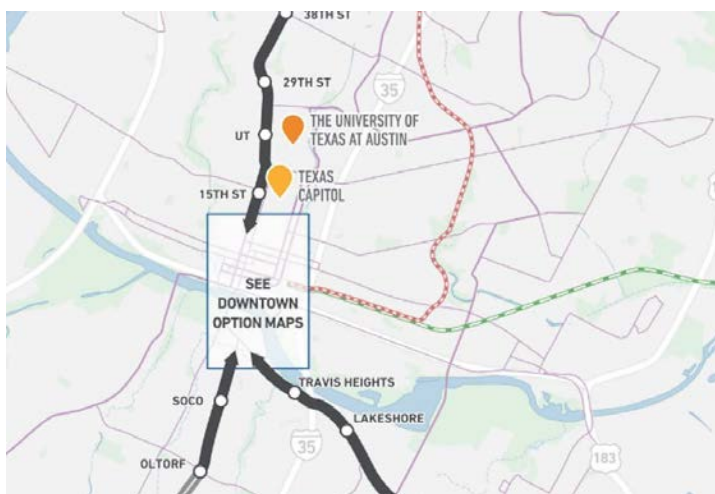 38TH ST
29TH ST
35
THE UNIVERSITY OF
TEXAS AT AUSTIN
UT
TEXAS
CAPITOL
15TH ST
SEE
DOWNTOWN
OPTION MAPS
TRAVIS HEIGHTS
SOCO
LAKESHORE
35
183
OLTORF